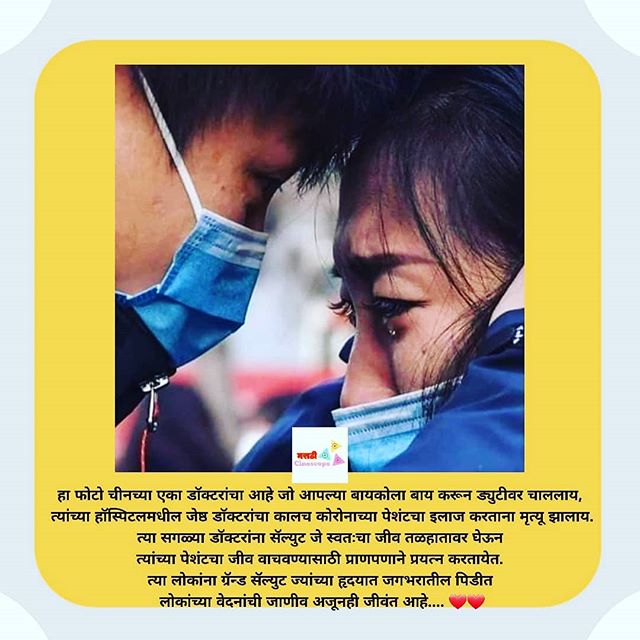 मराठी
Cinescope
हा फोटो चीनच्या एका डॉक्टरांचा आहे जो आपल्या बायकोला बाय करून ड्युटीवर चाललाय,
त्यांच्या हॉस्पिटलमधील जेष्ठ डॉक्टरांचा कालच कोरोनाच्या पेशंटचा इलाज करताना मृत्यू झालाय.
त्या सगळ्या डॉक्टरांना सॅल्युट जे स्वतःचा जीव तळहातावर घेऊन
त्यांच्या पेशंटचा जीव वाचवण्यासाठी प्राणपणाने प्रयत्न करतायेत.
त्या लोकांना ग्रॅन्ड सॅल्युट ज्यांच्या हृदयात जगभरातील पिडीत
लोकांच्या वेदनांची जाणीव अजूनही जीवंत आहे.... ❤️❤️